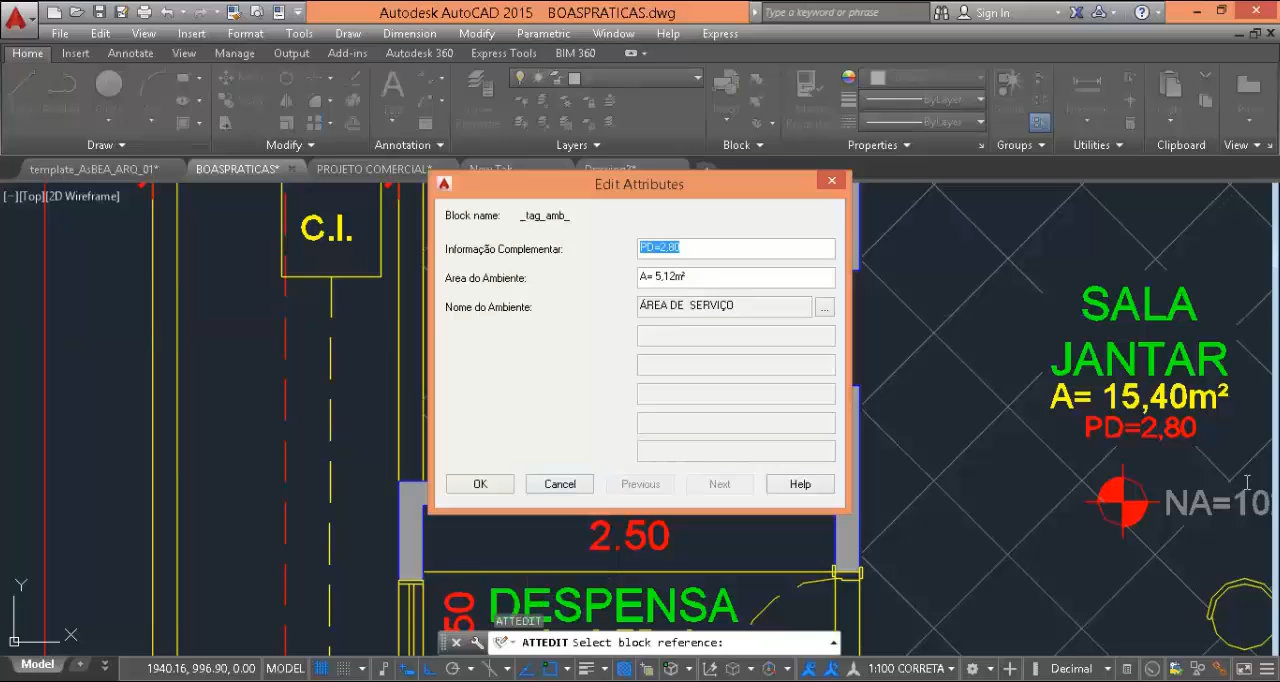 Autodesk AutoCAD 2015 BOASPRATICAS.dwg
Type a keyword or phrase
Sign In
File Edit View Insert Format Tools Draw Dimension Modify Parametric Window Help Express
Home Insert Annotate View Manage Output Add-ins Autodesk 360 Express Tools BIM 360
ByLayer
ByLayer
Draw Modify Annotation Layers Block Properties Groups Utilities Clipboard View
template_AsBEA_ARQ_01* BOASPRATICAS* PROJETO COMERCIAL* New Tab
[−][Top][2D Wireframe]
Edit Attributes
Block name: _tag_amb_
Informação Complementar: PD=2,80
Area do Ambiente: A= 5,12m²
Nome do Ambiente: ÁREA DE SERVIÇO ...
OK Cancel Previous Next Help
C.I.
SALA
JANTAR
A= 15,40m²
PD=2,80
NA=10
2.50
DESPENSA
50
Y
X
ATTEDIT
ATTEDIT Select block reference:
Model
1940.16, 996.90, 0.00 MODEL
1:100 CORRETA
Decimal